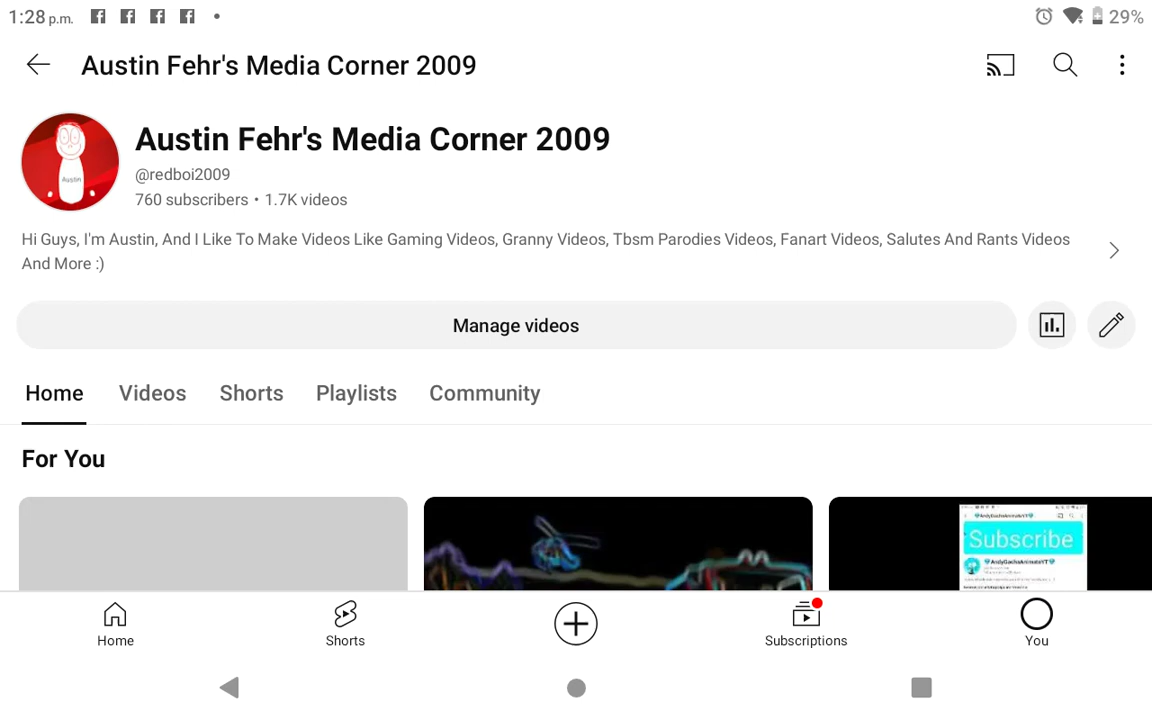 1:28 p.m.
29%
Austin Fehr's Media Corner 2009
Austin Fehr's Media Corner 2009
Austin
@redboi2009
760 subscribers • 1.7K videos
Hi Guys, I'm Austin, And I Like To Make Videos Like Gaming Videos, Granny Videos, Tbsm Parodies Videos, Fanart Videos, Salutes And Rants Videos
And More :)
Manage videos
Home Videos Shorts Playlists Community
For You
Subscribe
Home Shorts Subscriptions You